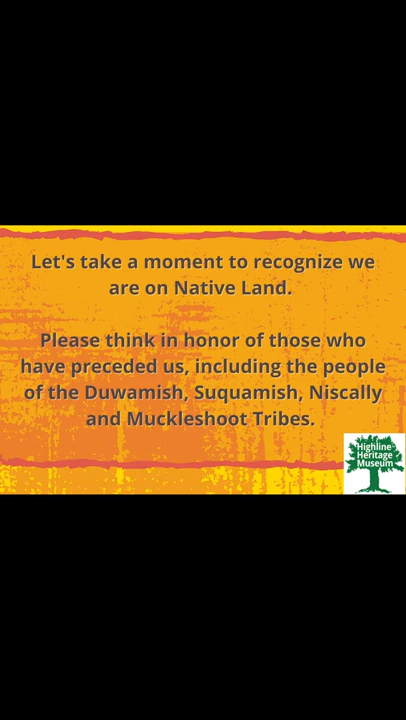 Let's take a moment to recognize we
are on Native Land.
Please think in honor of those who
have preceded us, including the people
of the Duwamish, Suquamish, Niscally
and Muckleshoot Tribes.
Highline
Heritage
Museum